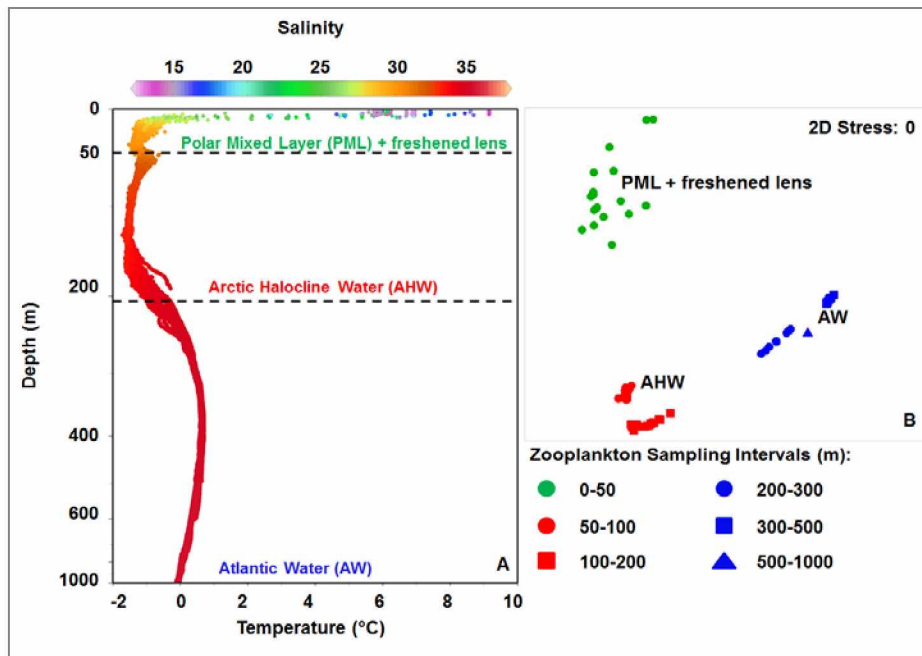 Salinity
15 20 25 30 35
0
Polar Mixed Layer (PML) + freshened lens
50
Arctic Halocline Water (AHW)
200
Depth (m)
400
600
Atlantic Water (AW)
A
1000
-2 0 2 4 6 8 10
Temperature (°C)
2D Stress: 0
PML + freshened lens
AW
AHW
B
Zooplankton Sampling Intervals (m):
0-50 200-300
50-100 300-500
100-200 500-1000